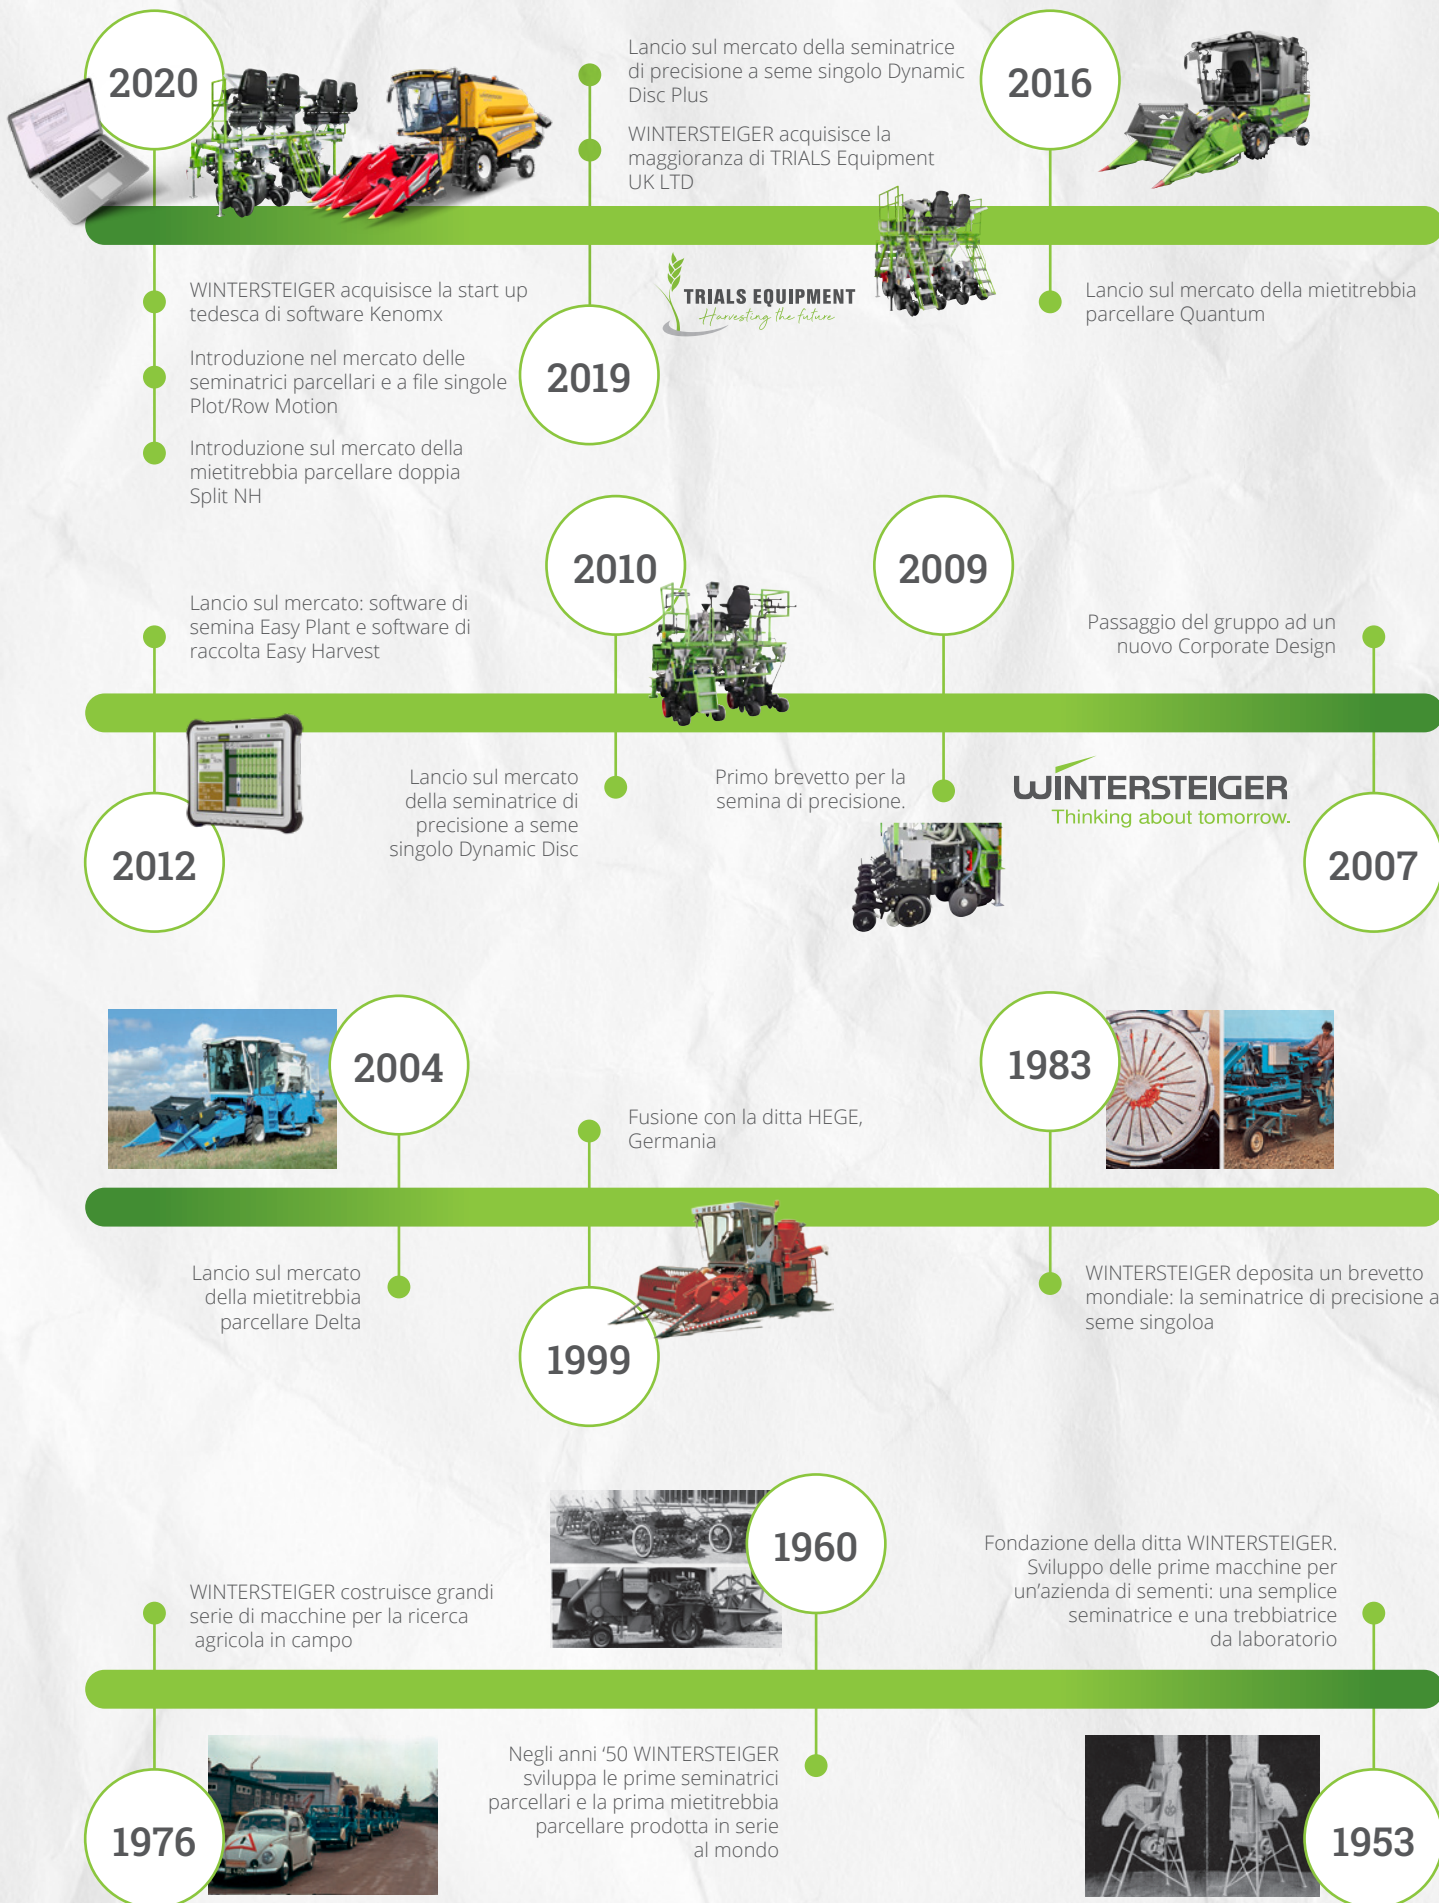 2020
WINTERSTEIGER acquisisce la start up
tedesca di software Kenomx
Introduzione nel mercato delle
seminatrici parcellari e a file singole
Plot/Row Motion
Introduzione sul mercato della
mietitrebbia parcellare doppia
Split NH
Lancio sul mercato della seminatrice
di precisione a seme singolo Dynamic
Disc Plus
WINTERSTEIGER acquisisce la
maggioranza di TRIALS Equipment
UK LTD
TRIALS EQUIPMENT
Harvesting the future
2019
2016
Lancio sul mercato della mietitrebbia
parcellare Quantum
Lancio sul mercato: software di
semina Easy Plant e software di
raccolta Easy Harvest
2012
2010
Lancio sul mercato
della seminatrice di
precisione a seme
singolo Dynamic Disc
2009
Primo brevetto per la
semina di precisione.
Passaggio del gruppo ad un
nuovo Corporate Design
WINTERSTEIGER
Thinking about tomorrow.
2007
2004
Lancio sul mercato
della mietitrebbia
parcellare Delta
Fusione con la ditta HEGE,
Germania
HEGE
1999
1983
WINTERSTEIGER deposita un brevetto
mondiale: la seminatrice di precisione a
seme singoloa
WINTERSTEIGER costruisce grandi
serie di macchine per la ricerca
agricola in campo
1976
1960
Negli anni ‘50 WINTERSTEIGER
sviluppa le prime seminatrici
parcellari e la prima mietitrebbia
parcellare prodotta in serie
al mondo
Fondazione della ditta WINTERSTEIGER.
Sviluppo delle prime macchine per
un’azienda di sementi: una semplice
seminatrice e una trebbiatrice
da laboratorio
1953